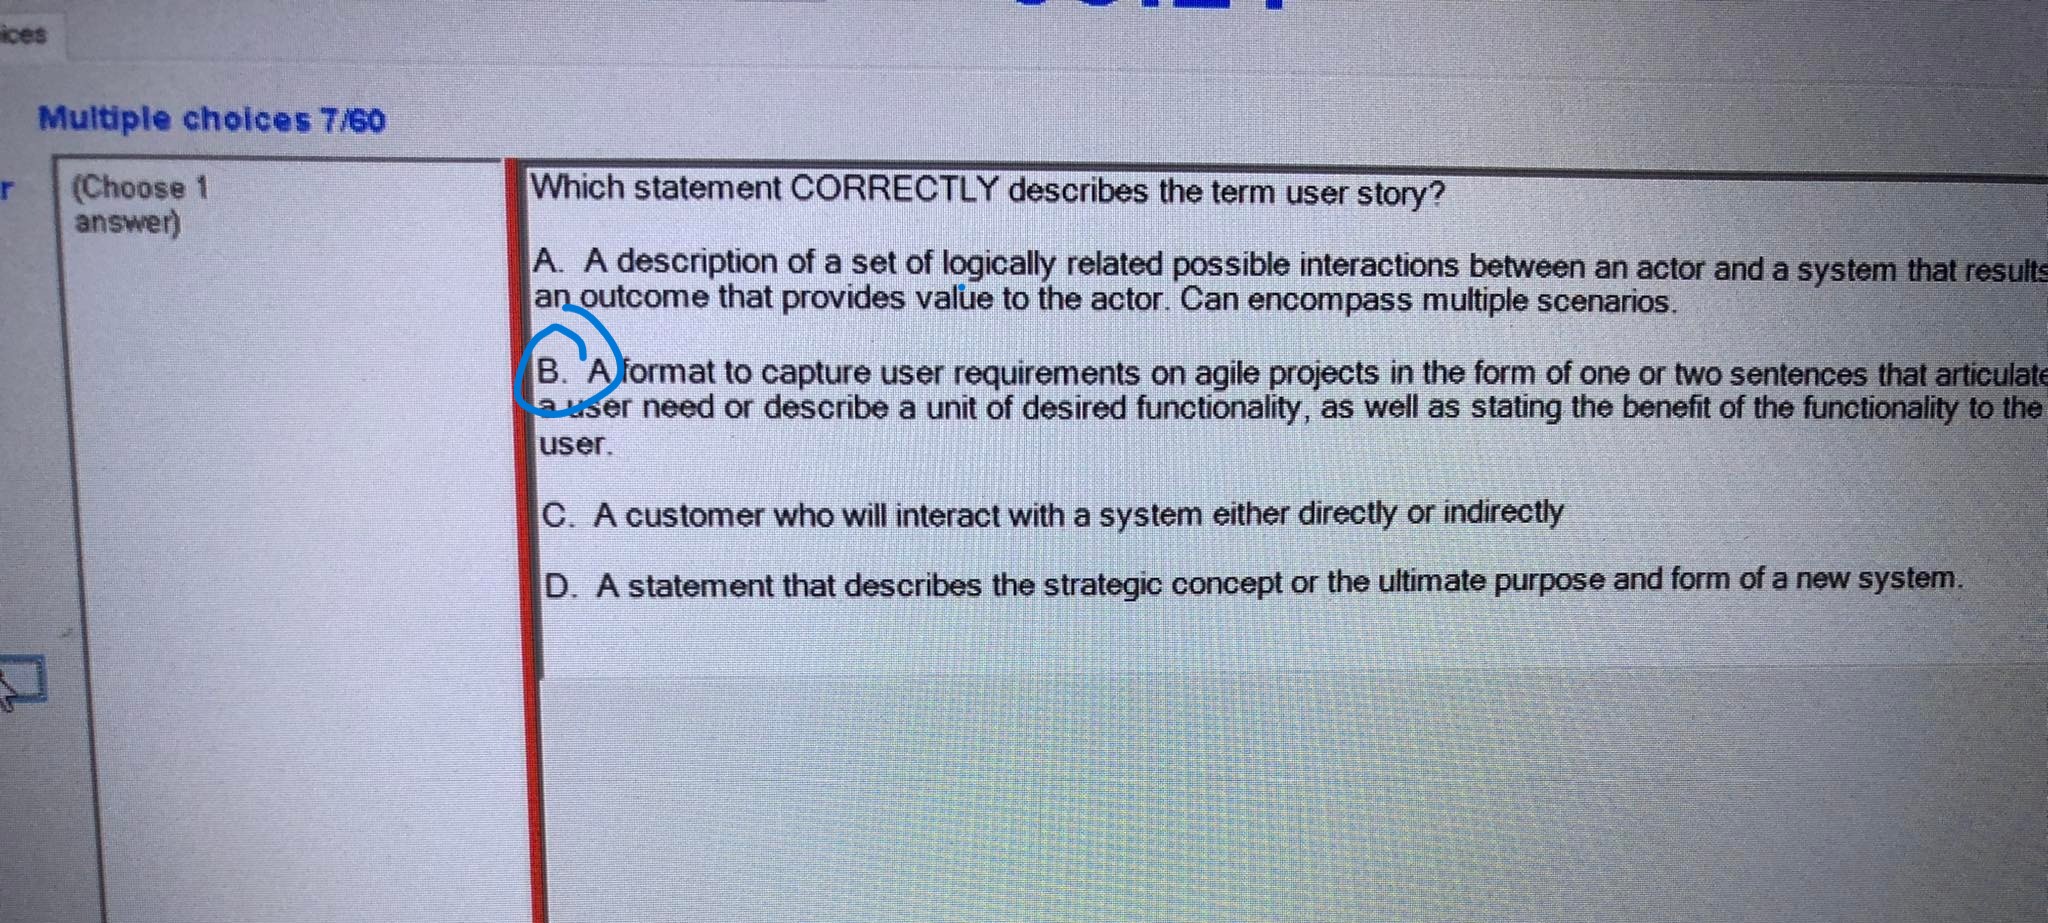 ices
Multiple choices 7/60
r
(Choose 1
answer)
Which statement CORRECTLY describes the term user story?
A. A description of a set of logically related possible interactions between an actor and a system that results
an outcome that provides value to the actor. Can encompass multiple scenarios.
B. A format to capture user requirements on agile projects in the form of one or two sentences that articulate
a user need or describe a unit of desired functionality, as well as stating the benefit of the functionality to the
user.
C. A customer who will interact with a system either directly or indirectly
D. A statement that describes the strategic concept or the ultimate purpose and form of a new system.